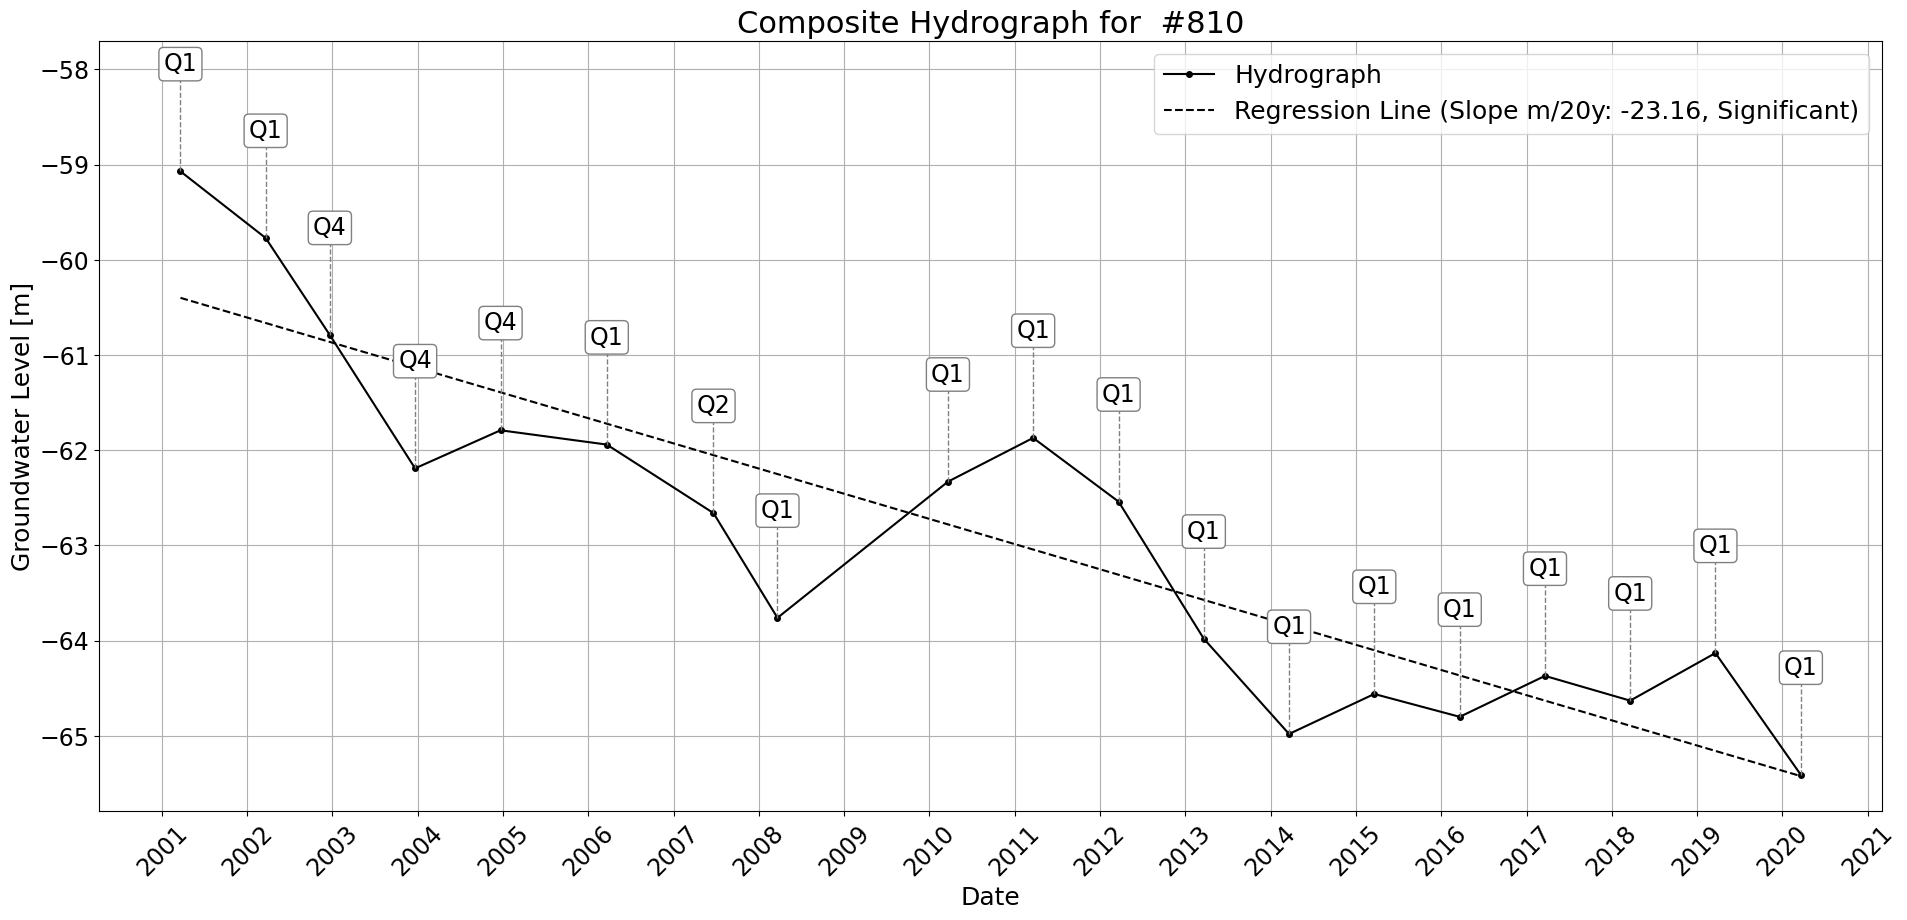 Composite Hydrograph for  #810
Hydrograph
Regression Line (Slope m/20y: -23.16, Significant)
Groundwater Level [m]
−58
−59
−60
−61
−62
−63
−64
−65
Q1
Q1
Q4
Q4
Q4
Q1
Q2
Q1
Q1
Q1
Q1
Q1
Q1
Q1
Q1
Q1
Q1
Q1
Q1
2001
2002
2003
2004
2005
2006
2007
2008
2009
2010
2011
2012
2013
2014
2015
2016
2017
2018
2019
2020
2021
Date